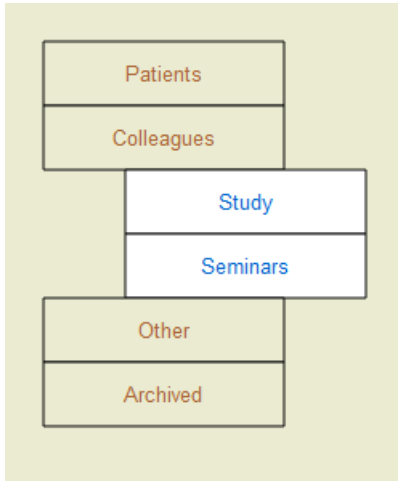 Patients
Colleagues
Study
Seminars
Other
Archived